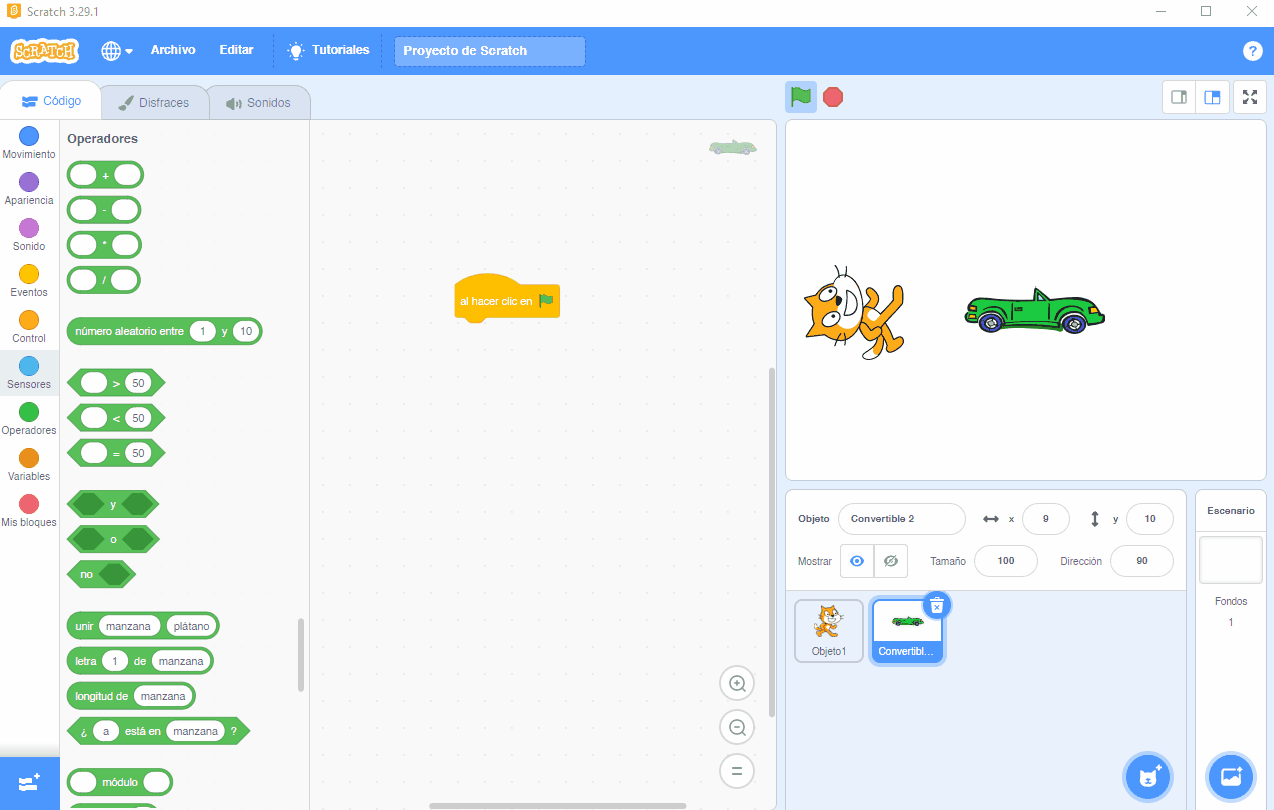 Scratch 3.29.1
SCRATCH
Archivo
Editar
Tutoriales
Proyecto de Scratch
?
Código
Disfraces
Sonidos
Movimiento
Apariencia
Sonido
Eventos
Control
Sensores
Operadores
Variables
Mis bloques
Operadores
+
-
*
/
número aleatorio entre 1 y 10
> 50
< 50
= 50
y
o
no
unir manzana plátano
letra 1 de manzana
longitud de manzana
¿ a está en manzana ?
módulo
al hacer clic en
Objeto Convertible 2 x 9 y 10
Mostrar Tamaño 100 Dirección 90
Objeto1
Convertibl...
Escenario
Fondos
1